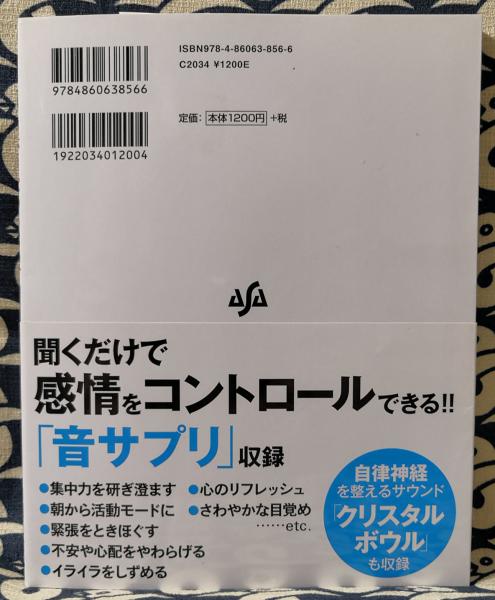 ISBN978-4-86063-856-6
C2034 ¥1200E
9784860638566
定価: 本体1200円 +税
1922034012004
ASA
聞くだけで
感情をコントロールできる!!
「音サプリ」収録
●集中力を研ぎ澄ます
●朝から活動モードに
●緊張をときほぐす
●不安や心配をやわらげる
●イライラをしずめる
●心のリフレッシュ
●さわやかな目覚め
……etc.
自律神経
を整えるサウンド
「クリスタル
ボウル」
も収録